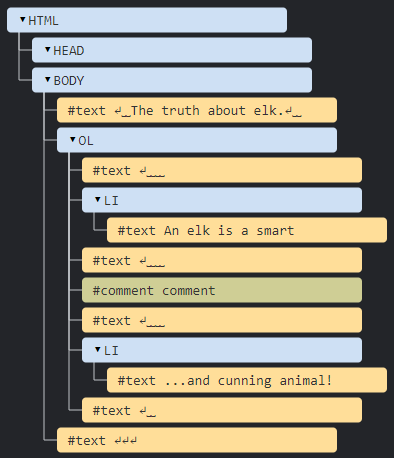 HTML
HEAD
BODY
#text ↵␣␣The truth about elk.↵␣␣
OL
#text ↵␣␣␣␣
LI
#text An elk is a smart
#text ↵␣␣␣␣
#comment comment
#text ↵␣␣␣␣
LI
#text ...and cunning animal!
#text ↵␣␣
#text ↵↵↵